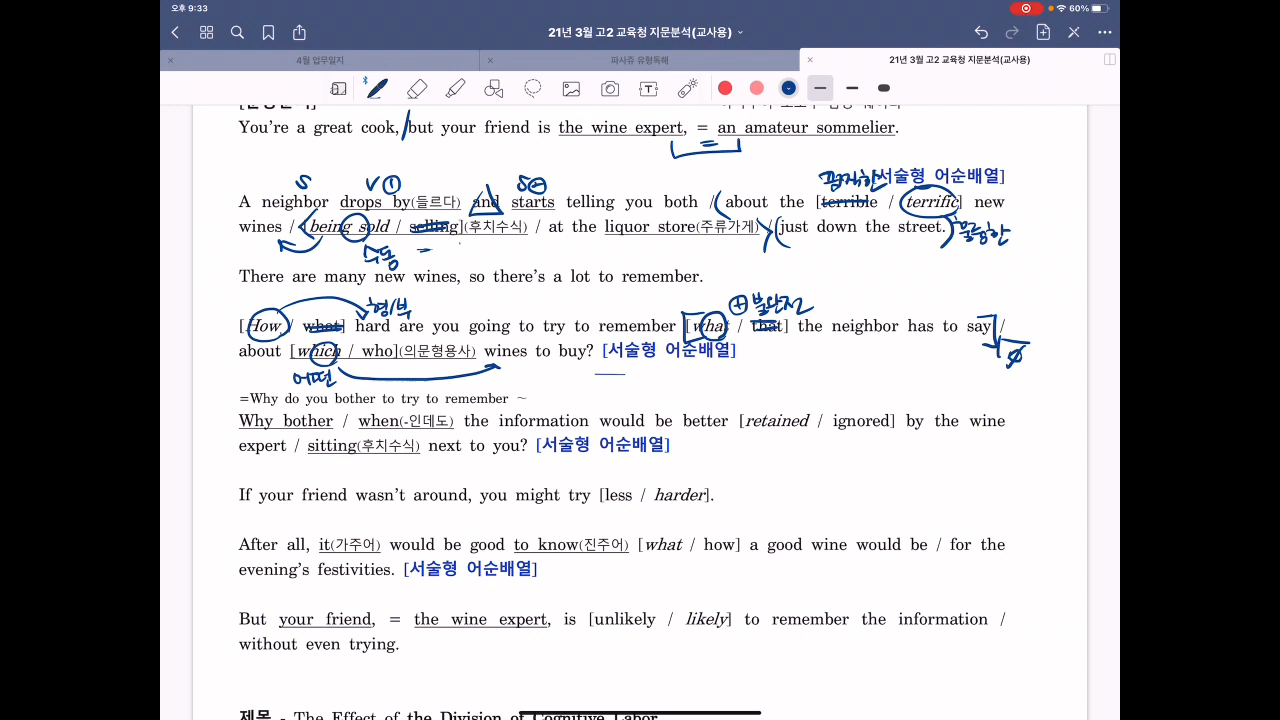 오후 9:33
60%
21년 3월 고2 교육청 지문분석(교사용)
4월 업무일지
파사쥬 유형독해
21년 3월 고2 교육청 지문분석(교사용)
You're a great cook, but your friend is the wine expert, = an amateur sommelier.
=
S V① S② 끔찍한 [서술형 어순배열]
A neighbor drops by(들르다) and starts telling you both / about the [terrible / terrific] new
wines / [being sold / selling](후치수식) / at the liquor store(주류가게) / just down the street. 훌륭한
수동
There are many new wines, so there's a lot to remember.
형/부 + 불완전
[How / what] hard are you going to try to remember [what / that] the neighbor has to say /
about [which / who](의문형용사) wines to buy? [서술형 어순배열]
어떤
=Why do you bother to try to remember ~
Why bother / when(-인데도) the information would be better [retained / ignored] by the wine
expert / sitting(후치수식) next to you? [서술형 어순배열]
If your friend wasn't around, you might try [less / harder].
After all, it(가주어) would be good to know(진주어) [what / how] a good wine would be / for the
evening's festivities. [서술형 어순배열]
But your friend, = the wine expert, is [unlikely / likely] to remember the information /
without even trying.
제목 - The Effect of the Division of Cognitive Labor